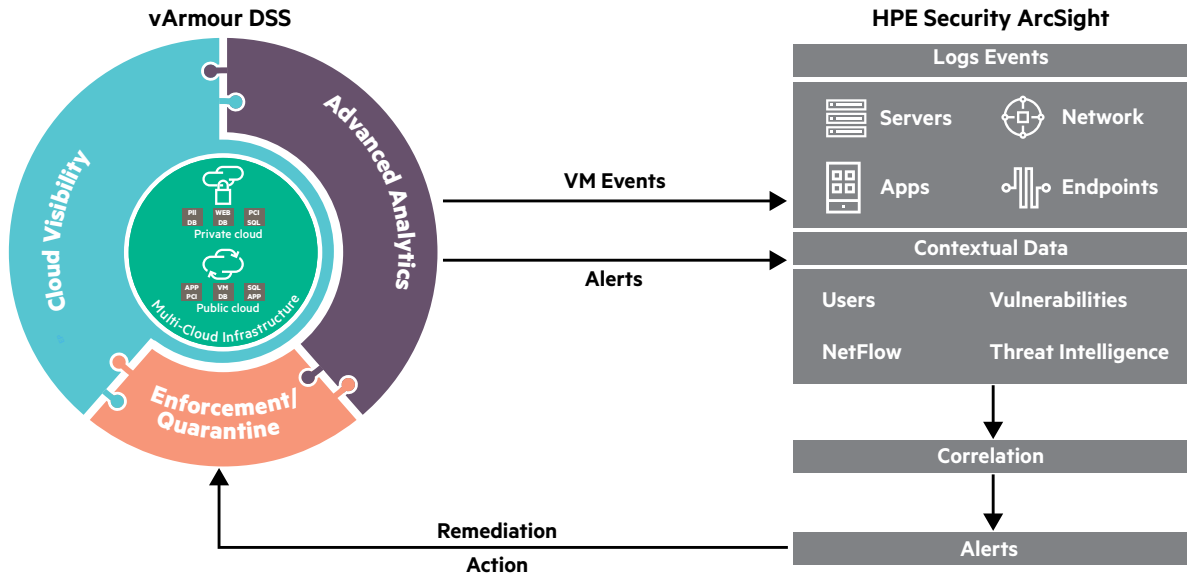 vArmour DSS
Cloud Visibility
Advanced Analytics
Enforcement/
Quarantine
PII
DB
WEB
DB
PCI
SQL
Private cloud
APP
PCI
VM
DB
SQL
APP
Public cloud
Multi-Cloud Infrastructure
VM Events
Alerts
HPE Security ArcSight
Logs Events
Servers
Network
Apps
Endpoints
Contextual Data
Users
Vulnerabilities
NetFlow
Threat Intelligence
Correlation
Alerts
Remediation
Action